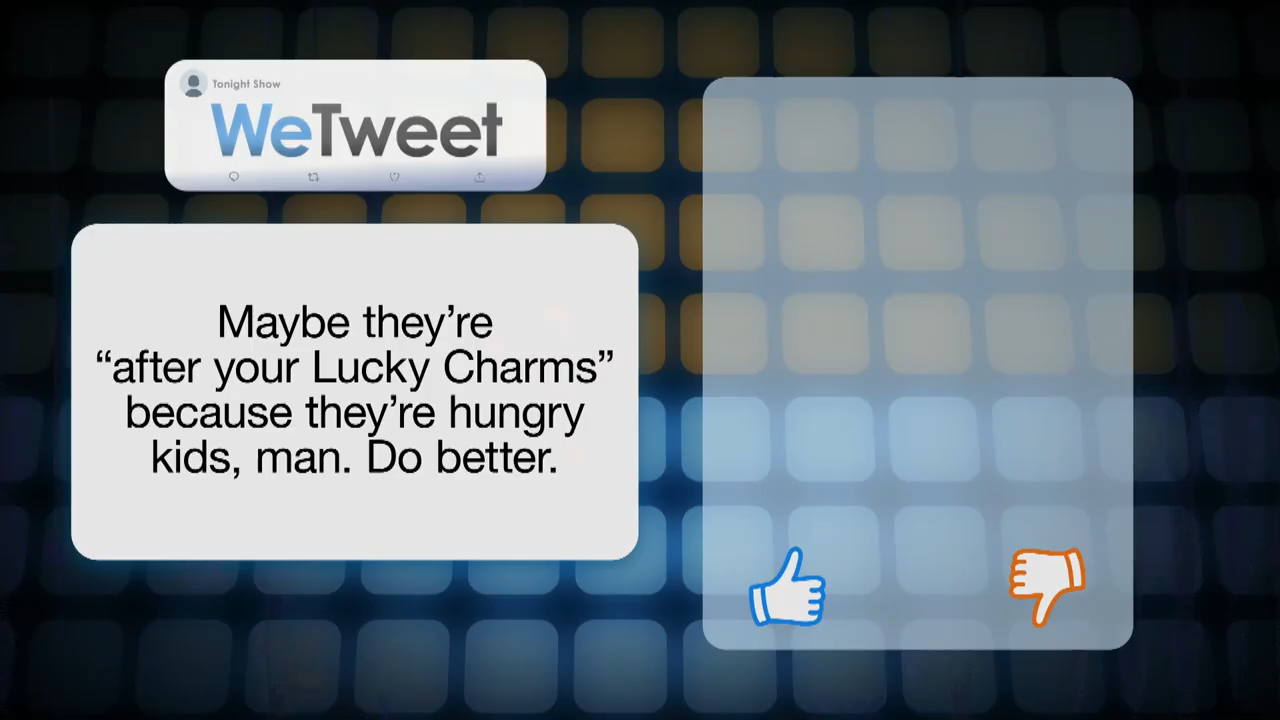 Tonight Show
WeTweet
Maybe they’re
“after your Lucky Charms”
because they’re hungry
kids, man. Do better.